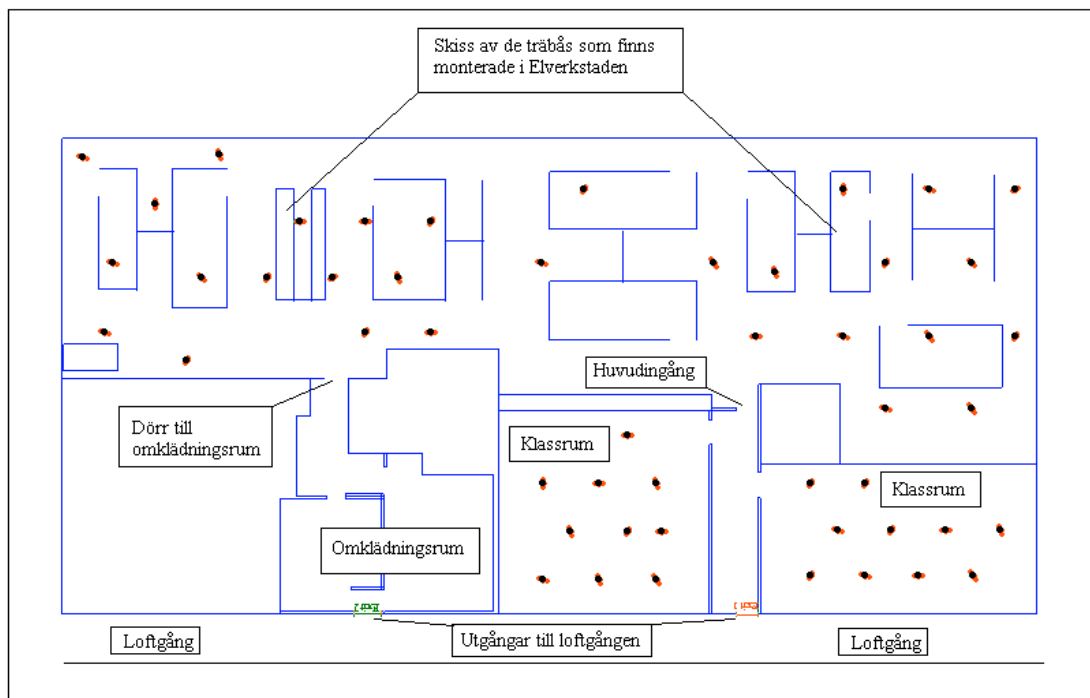 Skiss av de träbås som finns
monterade i Elverkstaden
Huvudingång
Dörr till
omklädningsrum
Klassrum
Klassrum
Omklädningsrum
Loftgång
Utgångar till loftgången
Loftgång